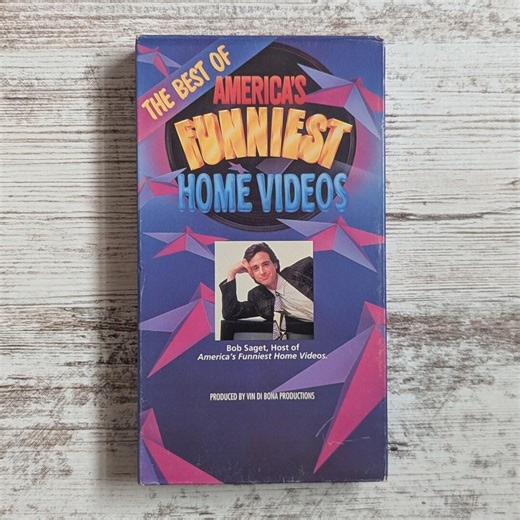 THE BEST OF
AMERICA'S
FUNNIEST
HOME VIDEOS
Bob Saget, Host of
America's Funniest Home Videos.
PRODUCED BY VIN DI BONA PRODUCTIONS